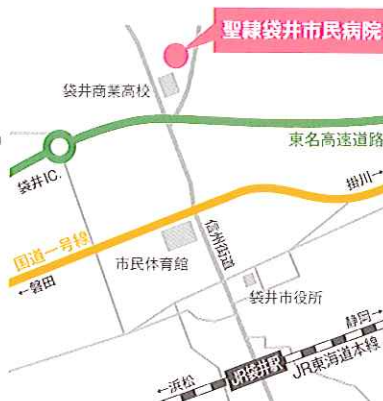 聖隷袋井市民病院
袋井商業高校
東名高速道路
袋井IC.
掛川→
国道一号線
信州街道
市民体育館
←磐田
袋井市役所
静岡→
JR袋井駅
JR東海道本線
←浜松